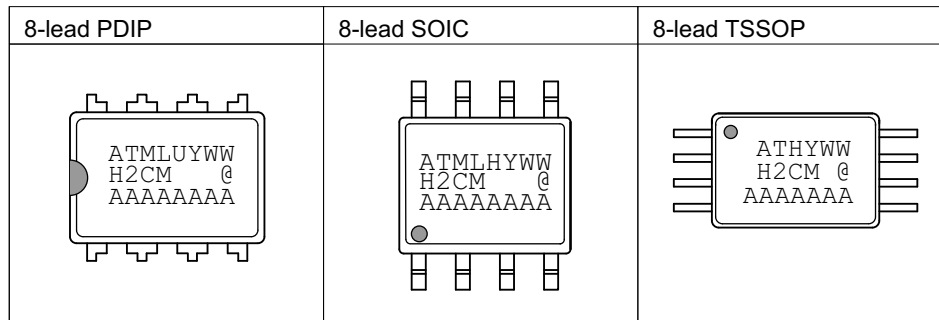 8-lead PDIP
8-lead SOIC
8-lead TSSOP
ATMLUYWW
H2CM @
AAAAAAAA
ATMLHYWW
H2CM @
AAAAAAAA
ATHYWW
H2CM @
AAAAAAA